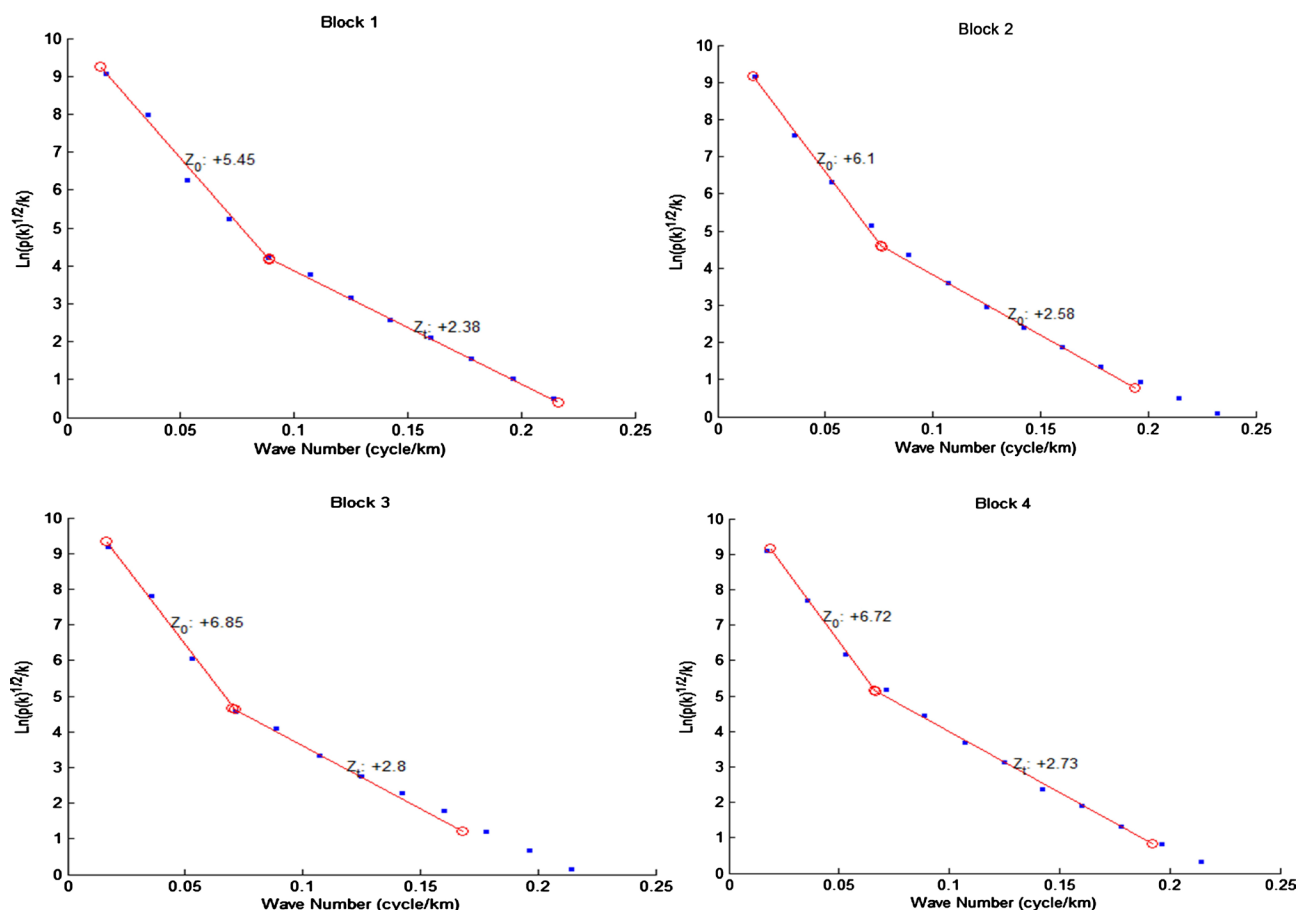 Block 1
10
9
8
7
6
5
4
3
2
1
0
Ln(p(k)^1/2/k)
Z0: +5.45
Zt: +2.38
0 0.05 0.1 0.15 0.2 0.25
Wave Number (cycle/km)
Block 2
10
9
8
7
6
5
4
3
2
1
0
Ln(p(k)^1/2/k)
Z0: +6.1
Z0: +2.58
0 0.05 0.1 0.15 0.2 0.25
Wave Number (cycle/km)
Block 3
10
9
8
7
6
5
4
3
2
1
0
Ln(p(k)^1/2/k)
Z0: +6.85
Zt: +2.8
0 0.05 0.1 0.15 0.2 0.25
Wave Number (cycle/km)
Block 4
10
9
8
7
6
5
4
3
2
1
0
Ln(p(k)^1/2/k)
Z0: +6.72
Zt: +2.73
0 0.05 0.1 0.15 0.2 0.25
Wave Number (cycle/km)